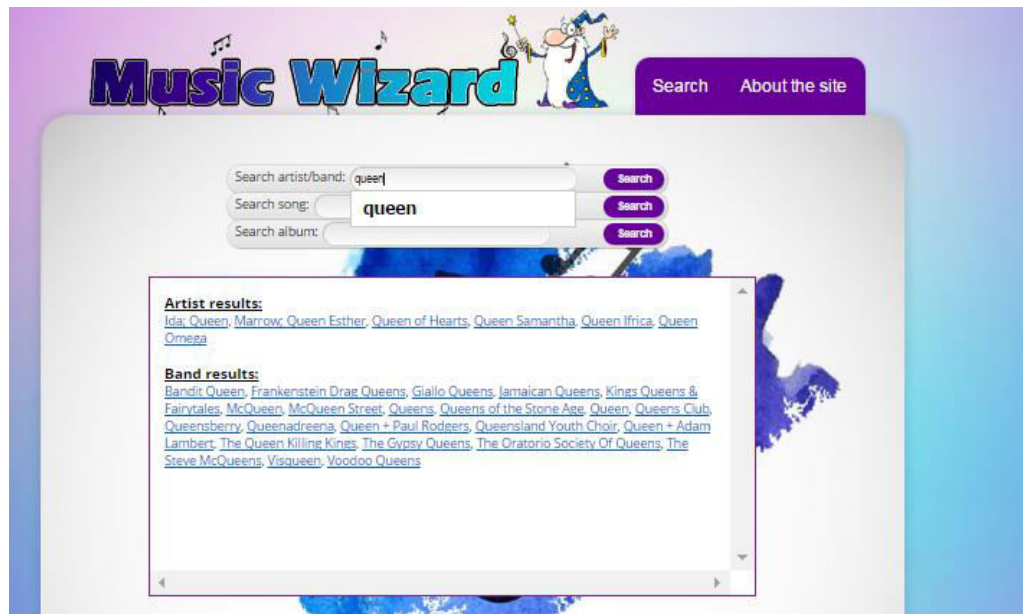 Music Wizard
Search About the site
Search artist/band: queen Search
Search song: queen Search
Search album: Search
Artist results:
Ida; Queen, Marrow; Queen Esther, Queen of Hearts, Queen Samantha, Queen Ifrica, Queen
Omega
Band results:
Bandit Queen, Frankenstein Drag Queens, Giallo Queens, Jamaican Queens, Kings Queens &
Fairytales, McQueen, McQueen Street, Queens, Queens of the Stone Age, Queen, Queens Club,
Queensberry, Queenadreena, Queen + Paul Rodgers, Queensland Youth Choir, Queen + Adam
Lambert, The Queen Killing Kings, The Gypsy Queens, The Oratorio Society Of Queens, The
Steve McQueens, Visqueen, Voodoo Queens